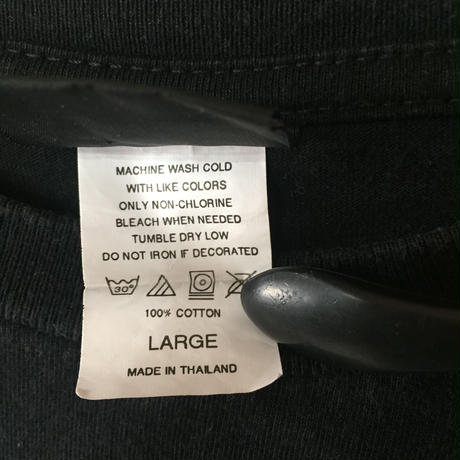 MACHINE WASH COLD
WITH LIKE COLORS
ONLY NON-CHLORINE
BLEACH WHEN NEEDED
TUMBLE DRY LOW
DO NOT IRON IF DECORATED
30°
100% COTTON
LARGE
MADE IN THAILAND